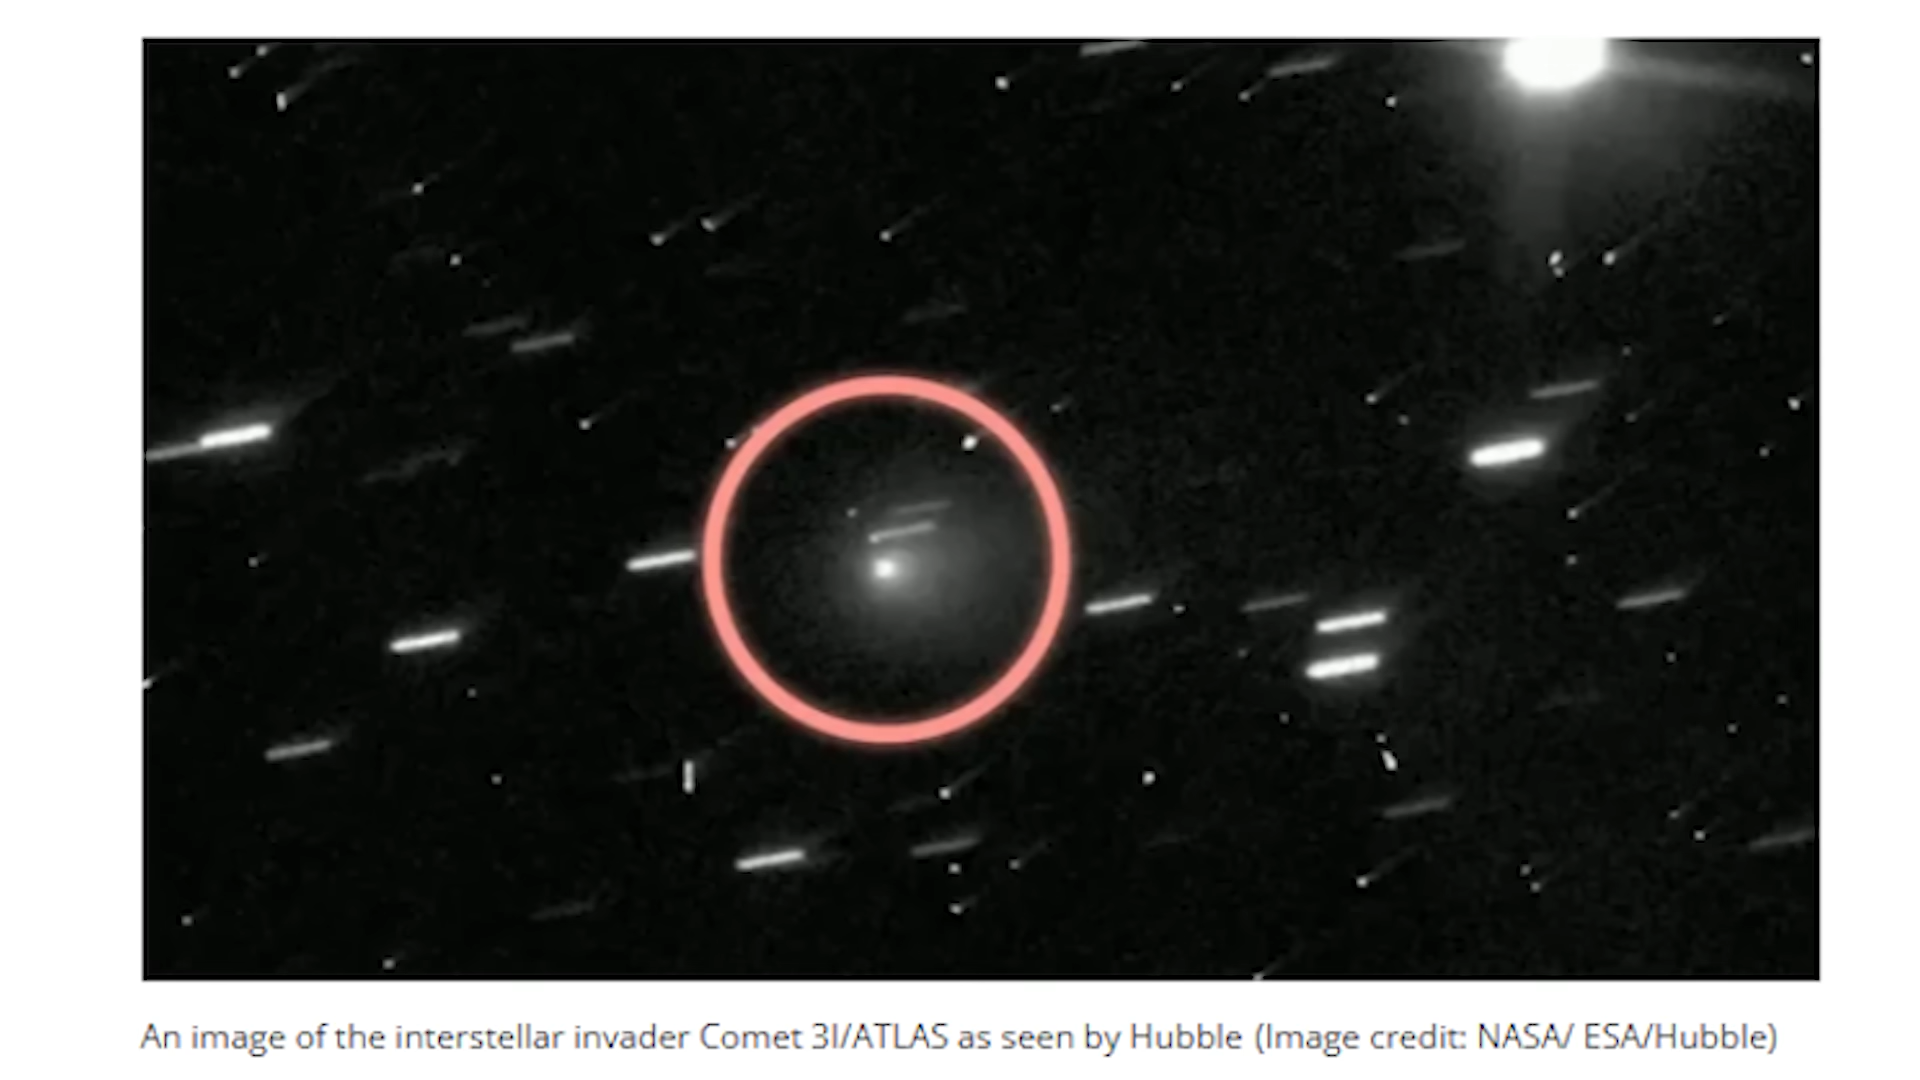 An image of the interstellar invader Comet 3I/ATLAS as seen by Hubble (Image credit: NASA/ ESA/Hubble)